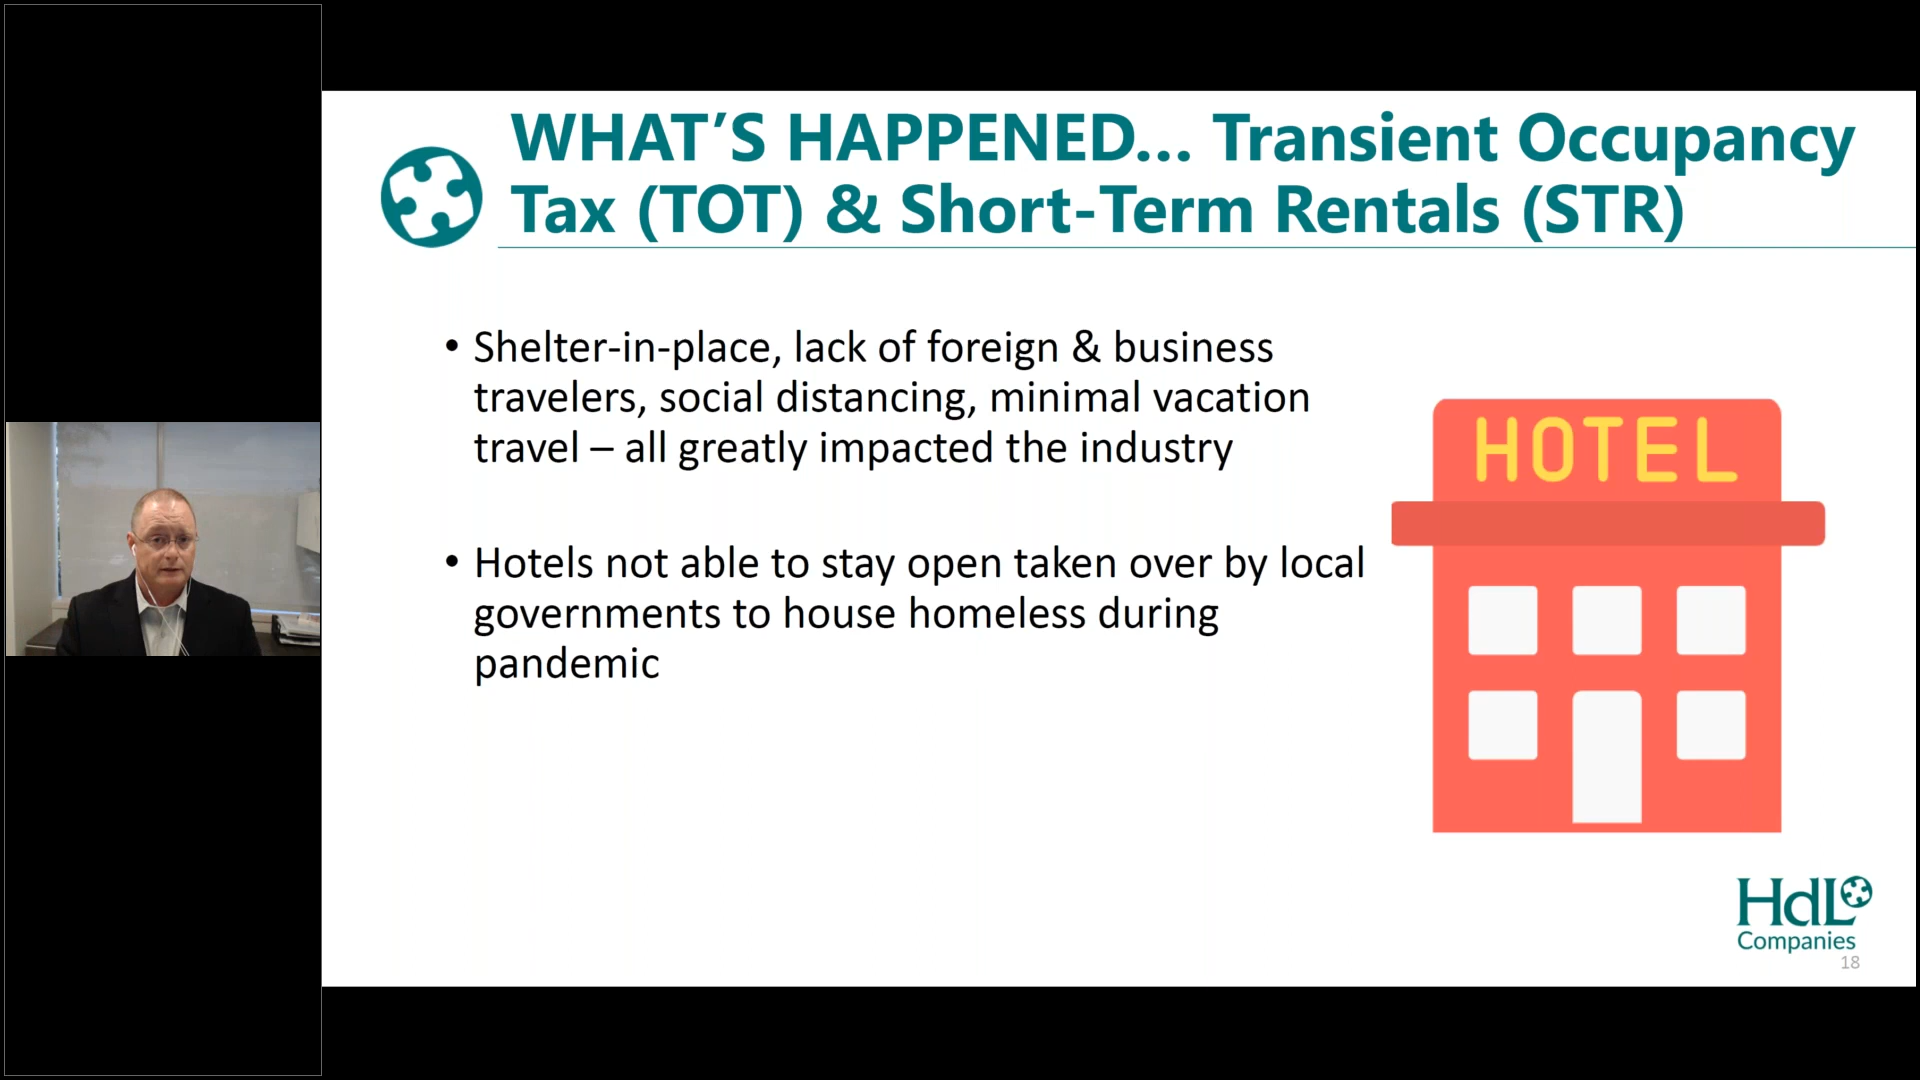 WHAT’S HAPPENED... Transient Occupancy
Tax (TOT) & Short-Term Rentals (STR)
• Shelter-in-place, lack of foreign & business
travelers, social distancing, minimal vacation
travel – all greatly impacted the industry
• Hotels not able to stay open taken over by local
governments to house homeless during
pandemic
HOTEL
HdL
Companies
18